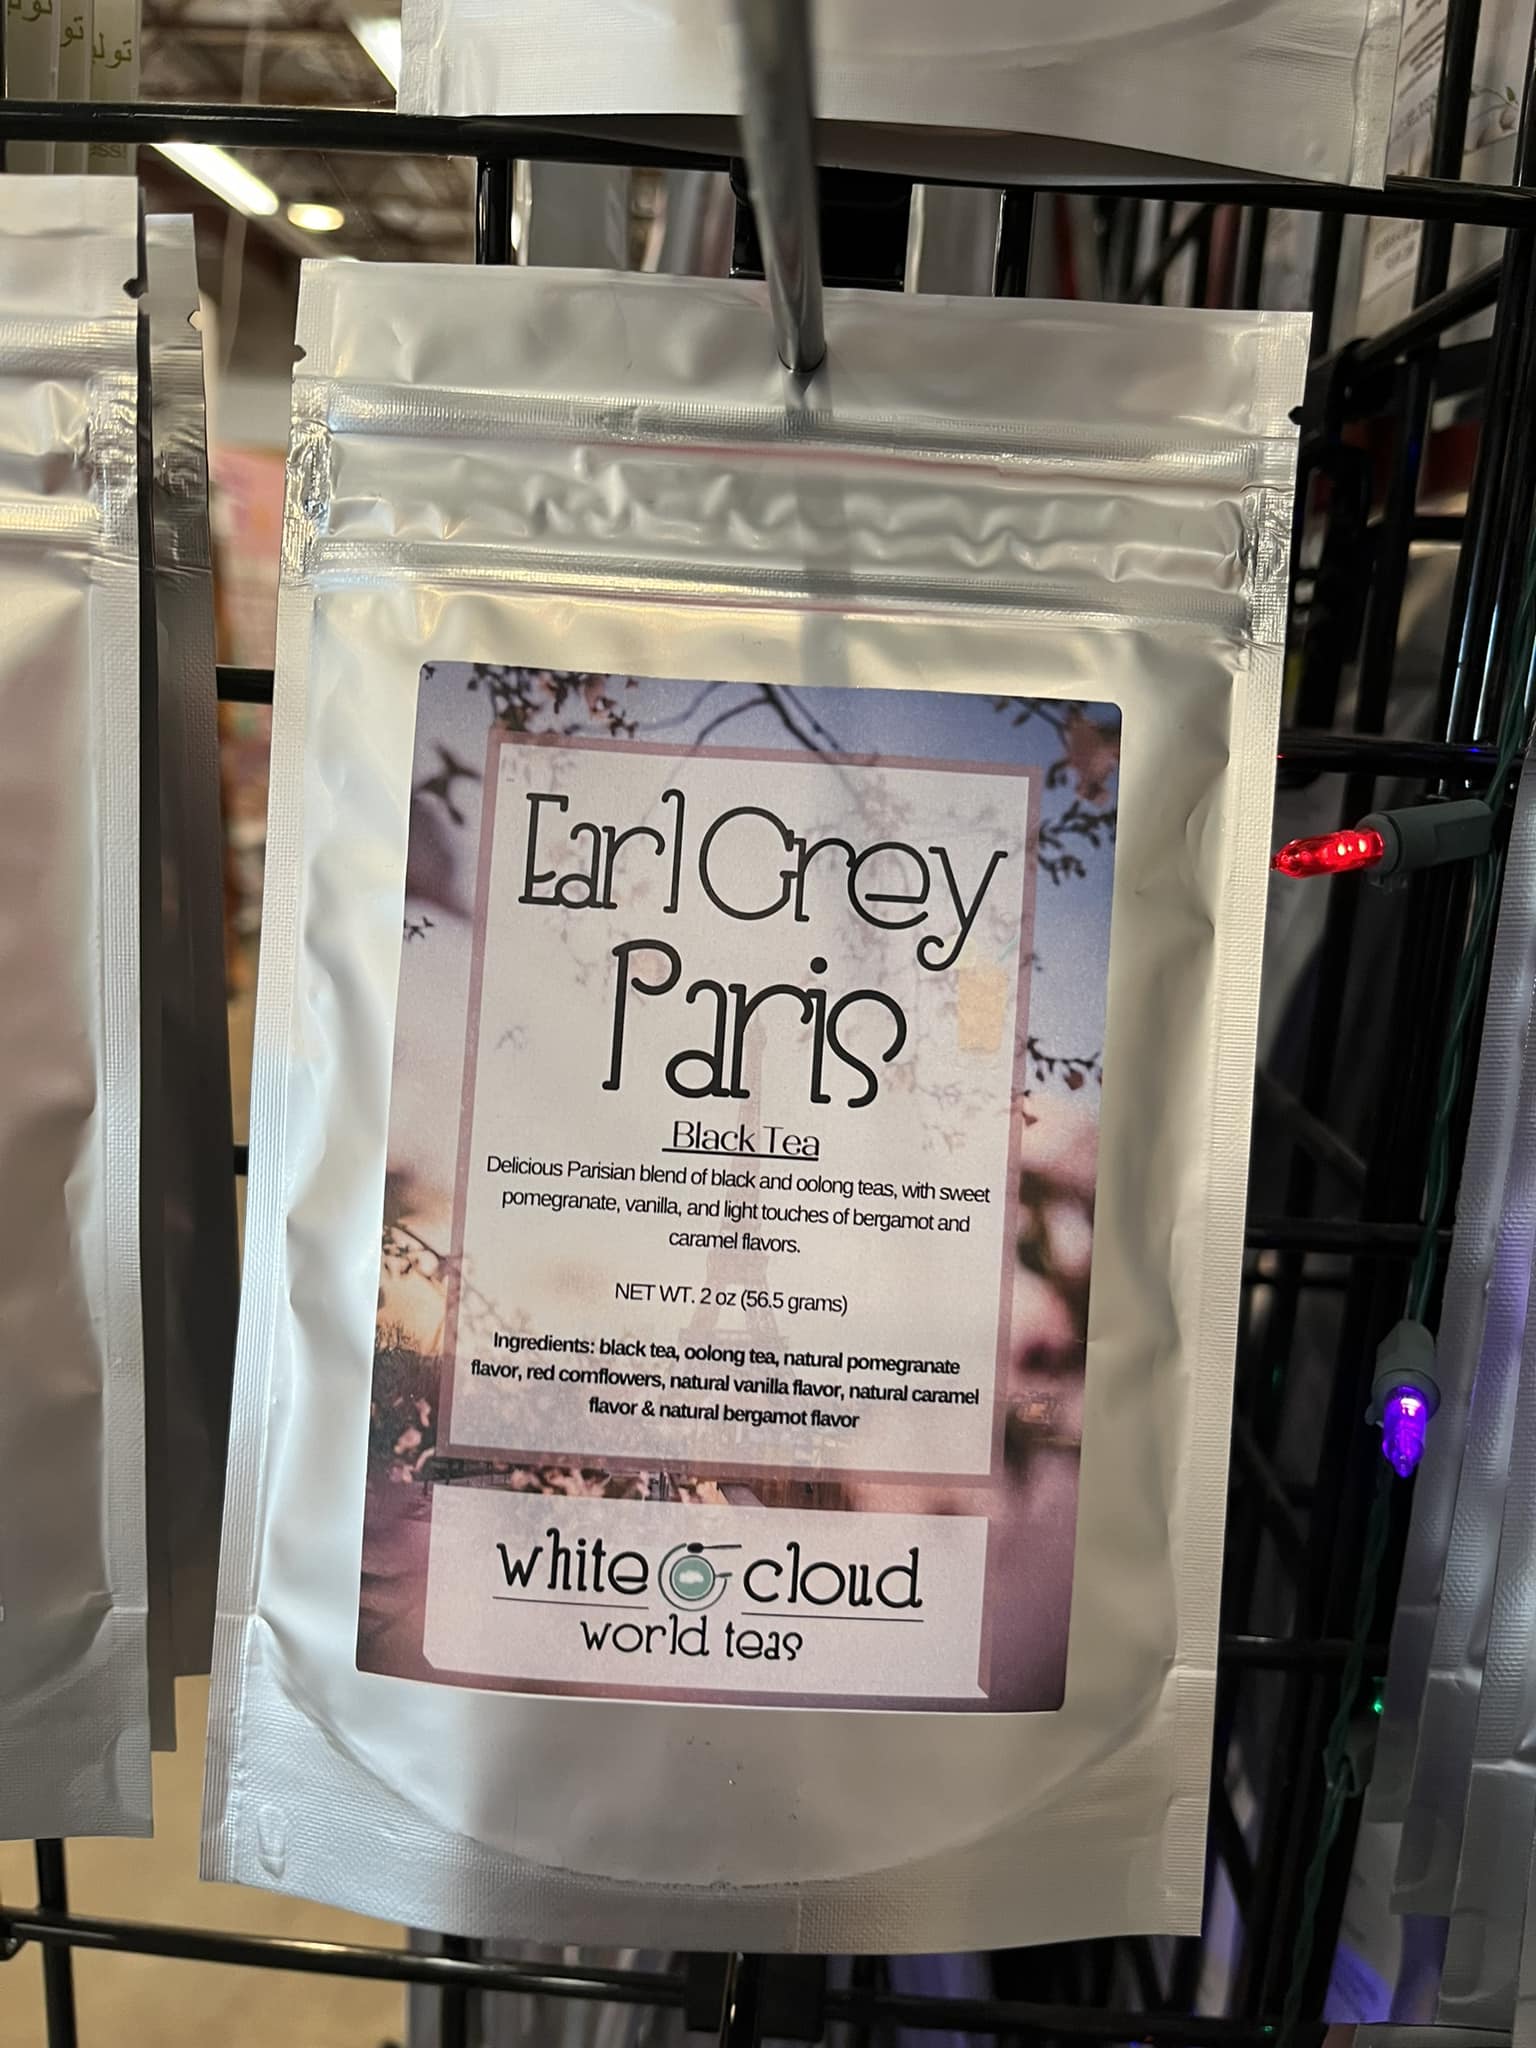 توله
Earl Grey
Paris
Black Tea
Delicious Parisian blend of black and oolong teas, with sweet
pomegranate, vanilla, and light touches of bergamot and
caramel flavors.
NET WT. 2 oz (56.5 grams)
Ingredients: black tea, oolong tea, natural pomegranate
flavor, red cornflowers, natural vanilla flavor, natural caramel
flavor & natural bergamot flavor
white cloud
world teas